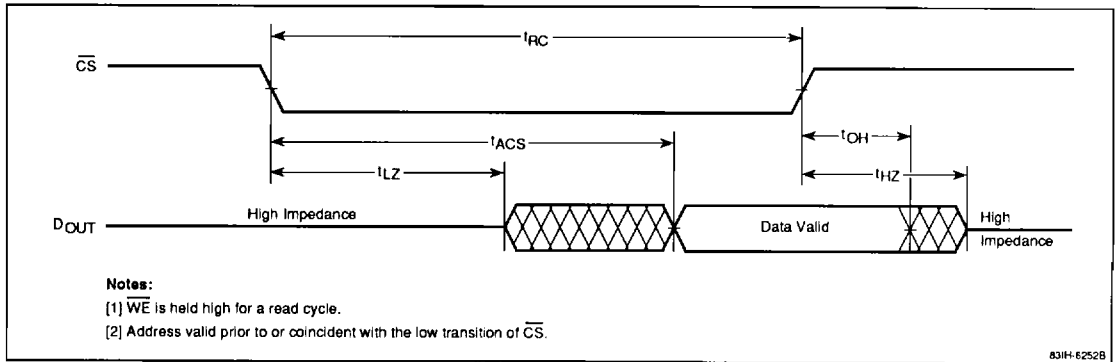 tRC
CS
tACS
tOH
tLZ
tHZ
DOUT
High Impedance
Data Valid
High
Impedance
Notes:
[1] WE is held high for a read cycle.
[2] Address valid prior to or coincident with the low transition of CS.
83IH-6252B